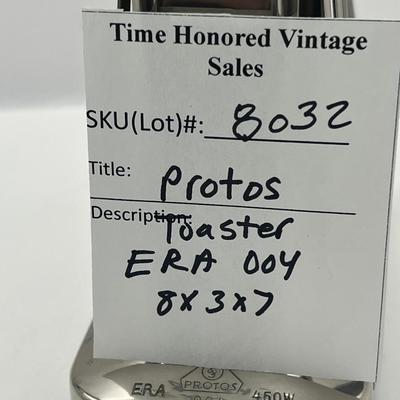 Time Honored Vintage
Sales
SKU(Lot)#: 8032
Title: Protos
Description: Toaster
ERA 004
8x3x7
PROTOS
ERA 450W